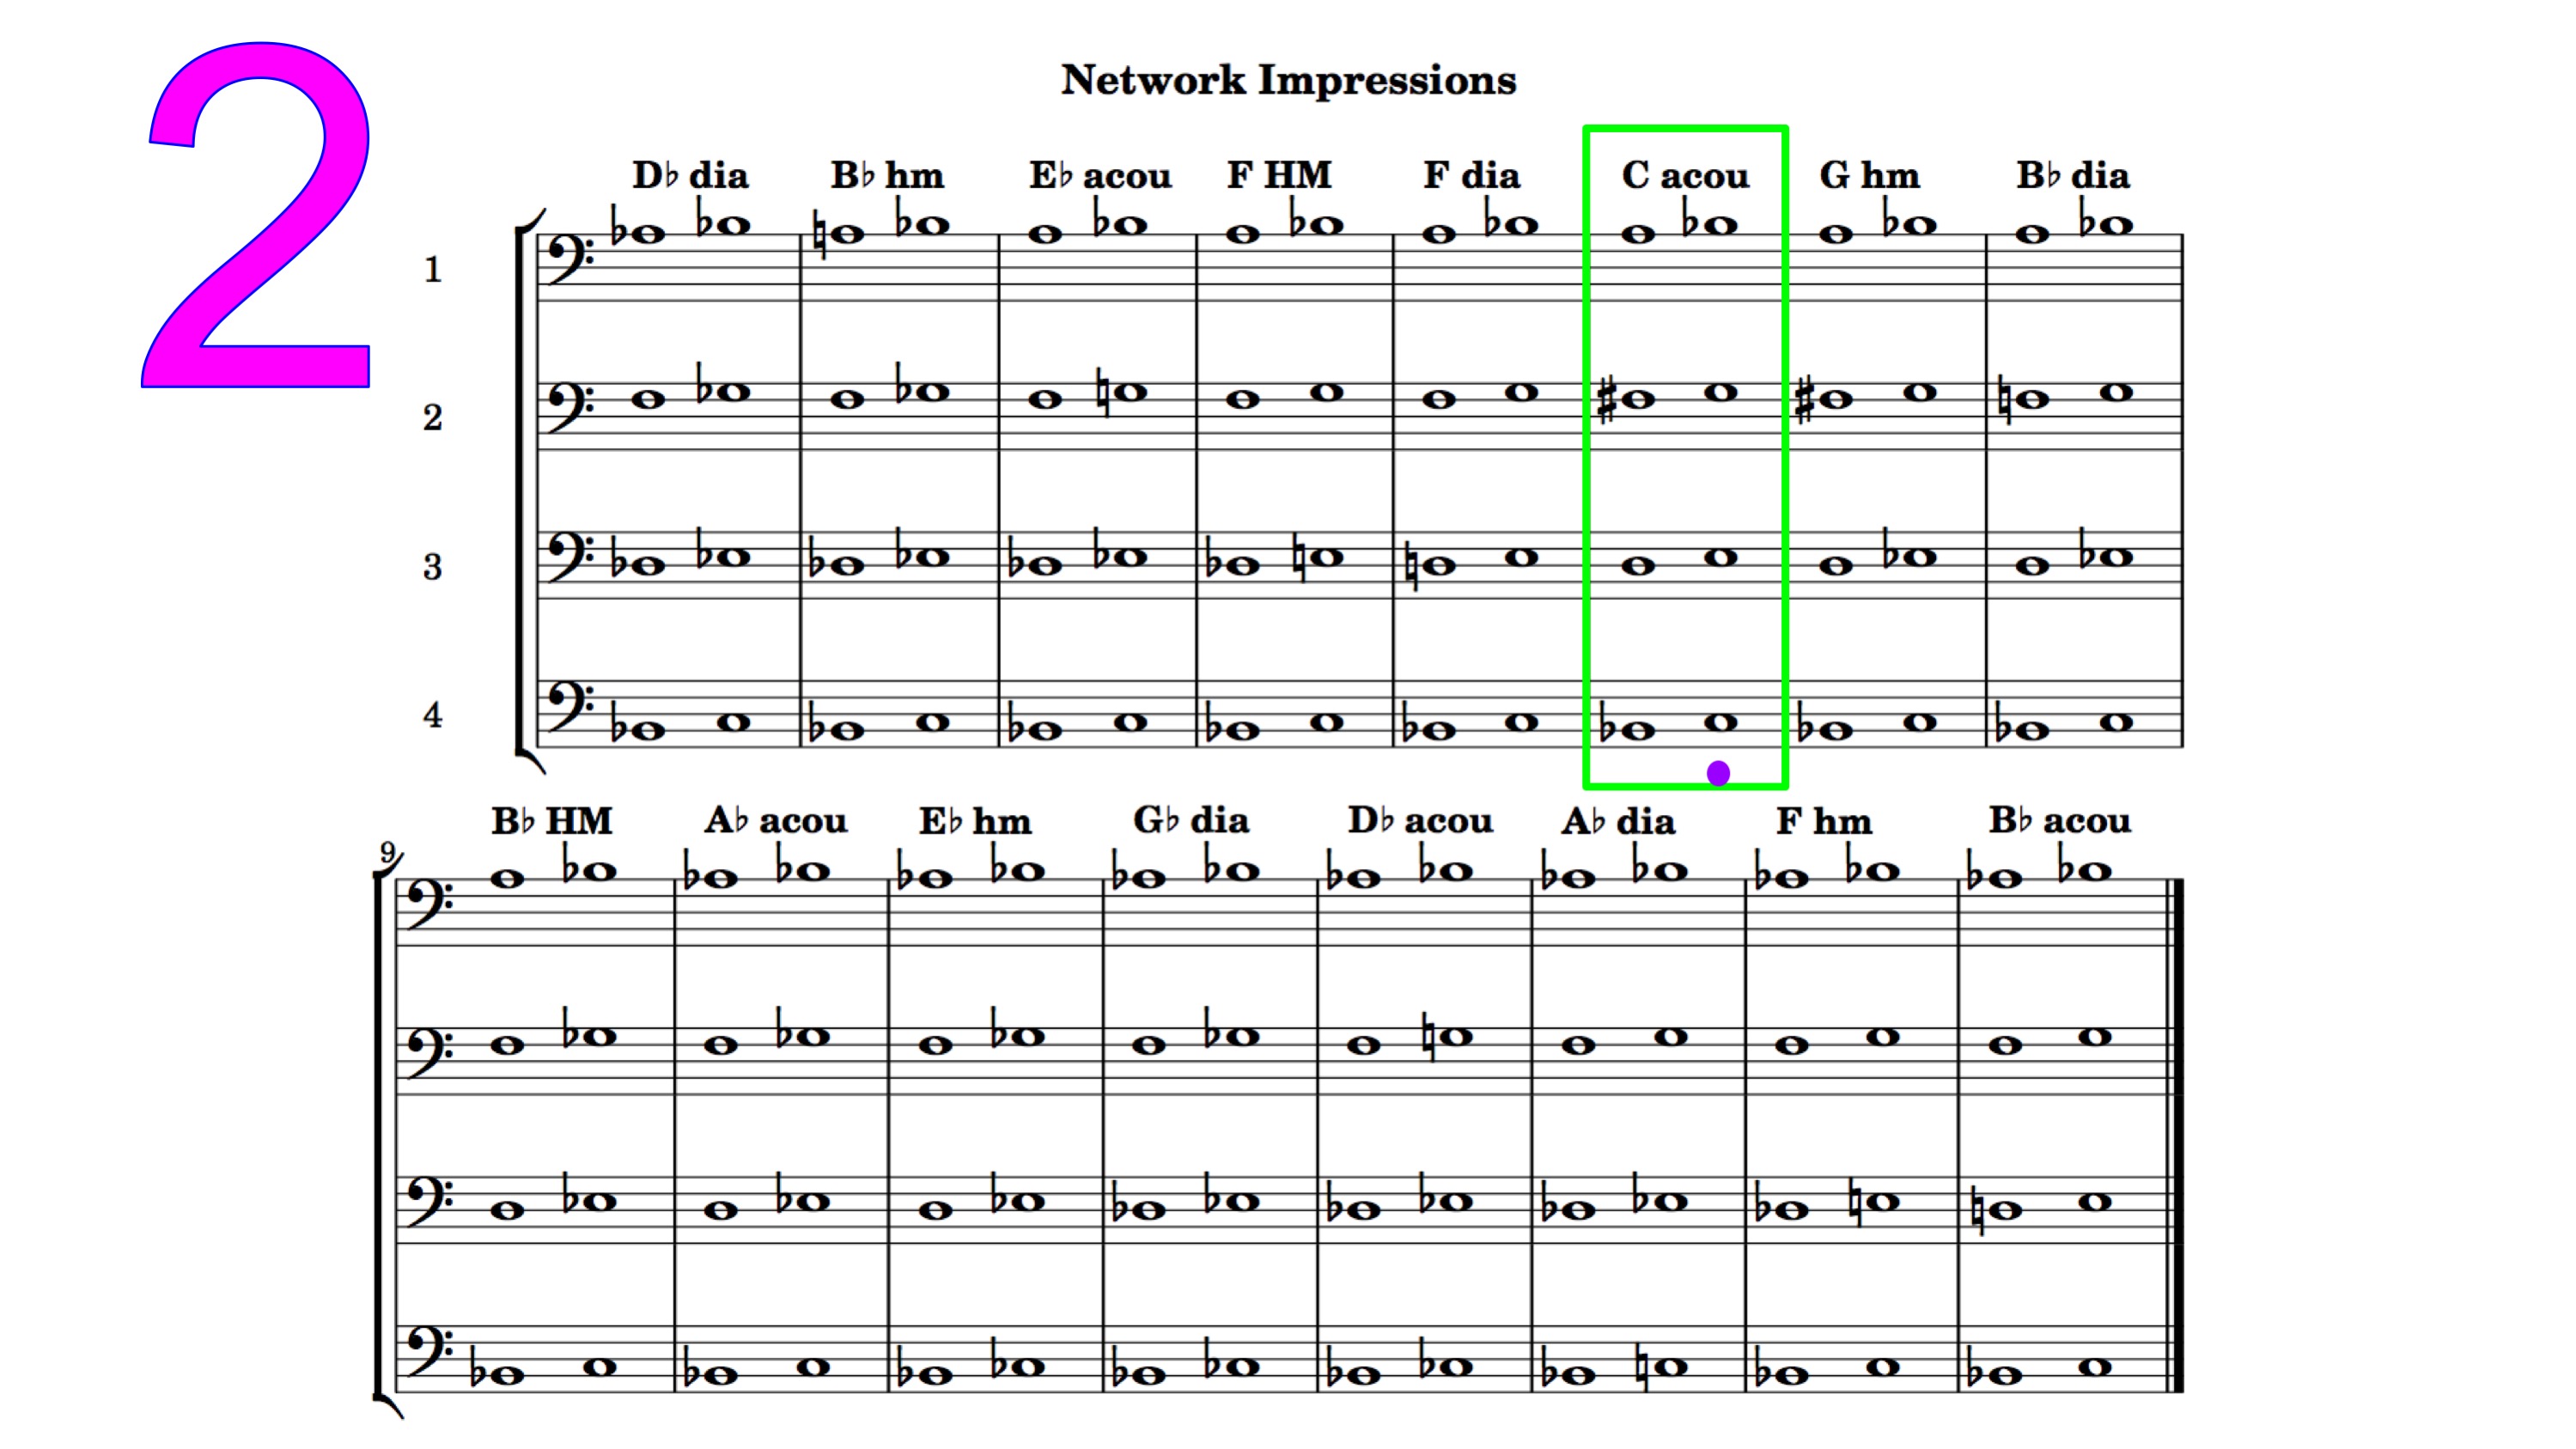 2
Network Impressions
D♭ dia B♭ hm E♭ acou F HM F dia C acou G hm B♭ dia
1
2
3
4
B♭ HM A♭ acou E♭ hm G♭ dia D♭ acou A♭ dia F hm B♭ acou
9